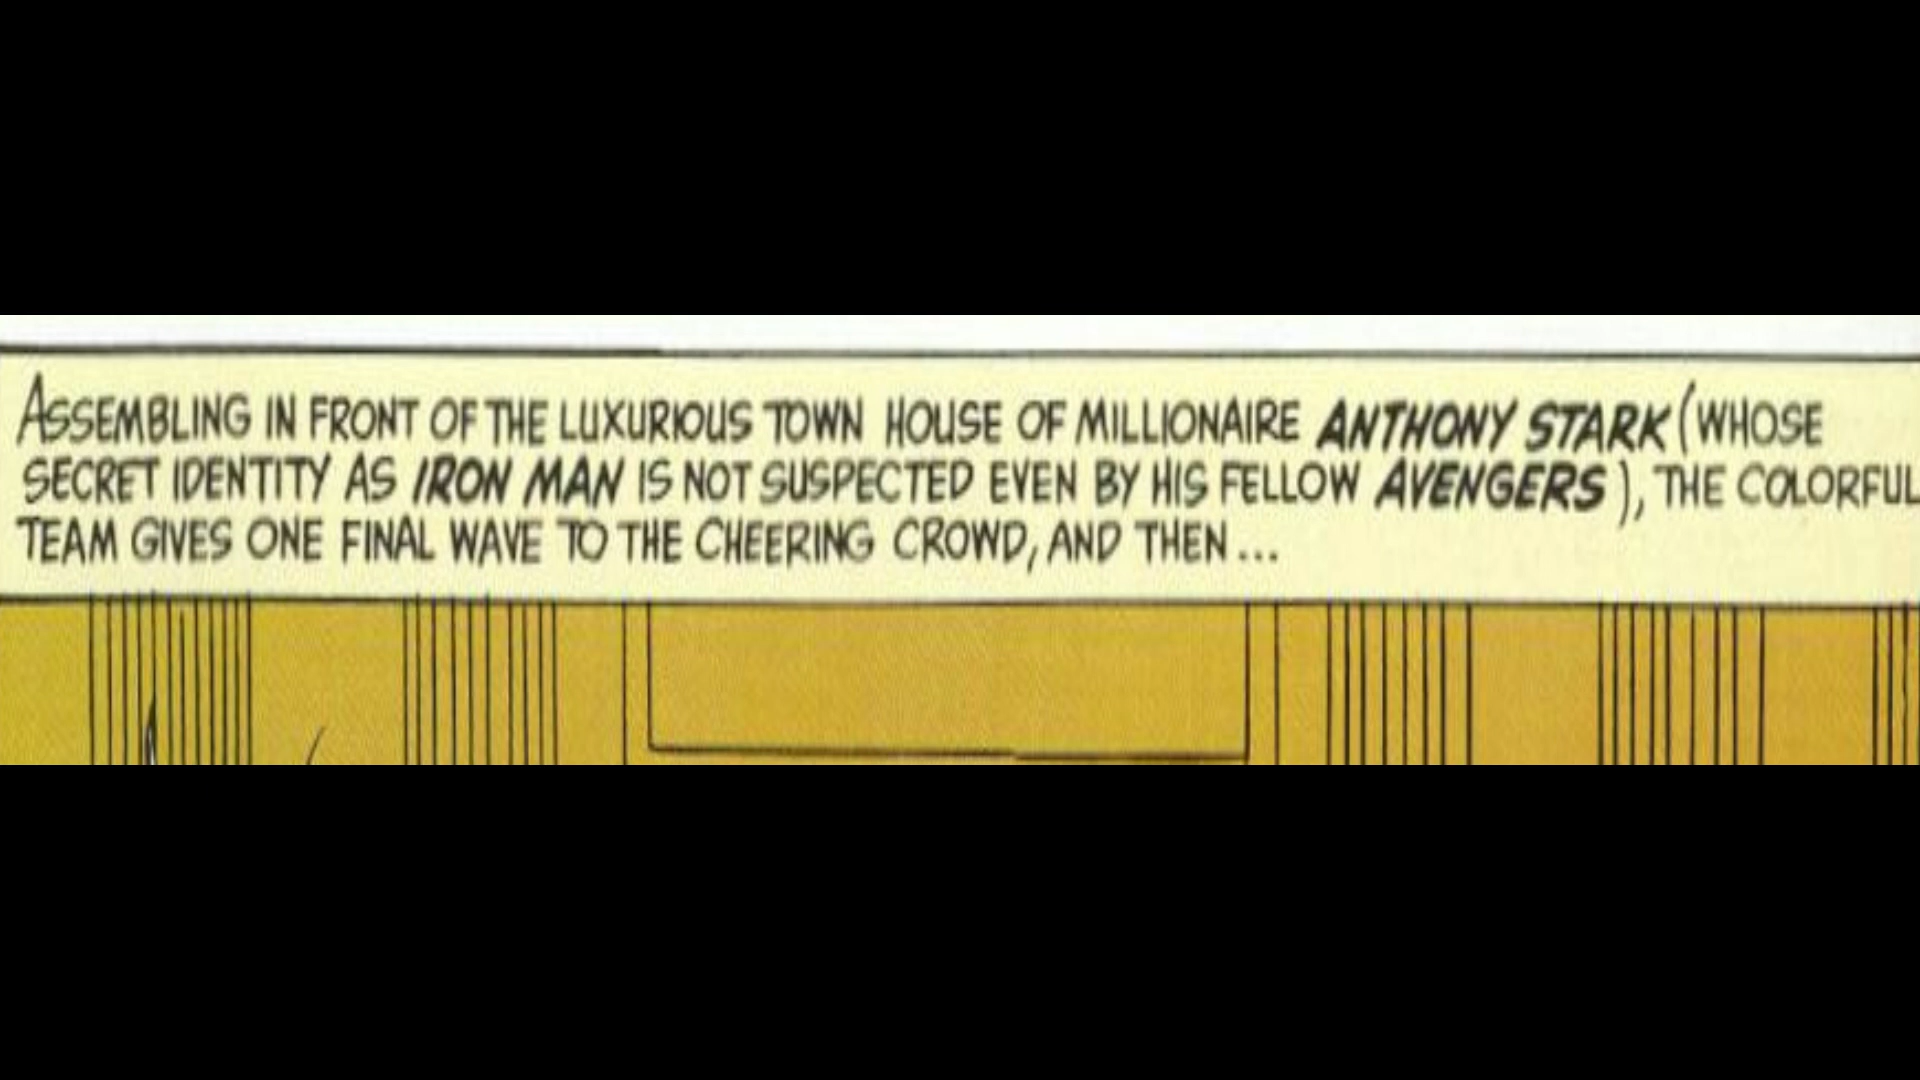 ASSEMBLING IN FRONT OF THE LUXURIOUS TOWN HOUSE OF MILLIONAIRE ANTHONY STARK (WHOSE
SECRET IDENTITY AS IRON MAN IS NOT SUSPECTED EVEN BY HIS FELLOW AVENGERS), THE COLORFUL
TEAM GIVES ONE FINAL WAVE TO THE CHEERING CROWD, AND THEN...